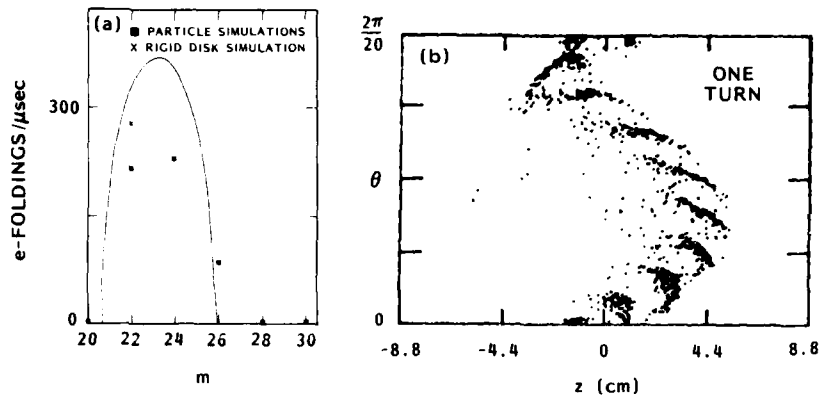 (a)
■ PARTICLE SIMULATIONS
x RIGID DISK SIMULATION
e-FOLDINGS/μsec
300
0
20 22 24 26 28 30
m
2π
20
(b)
ONE
TURN
θ
0
-8.8 -4.4 0 4.4 8.8
z (cm)